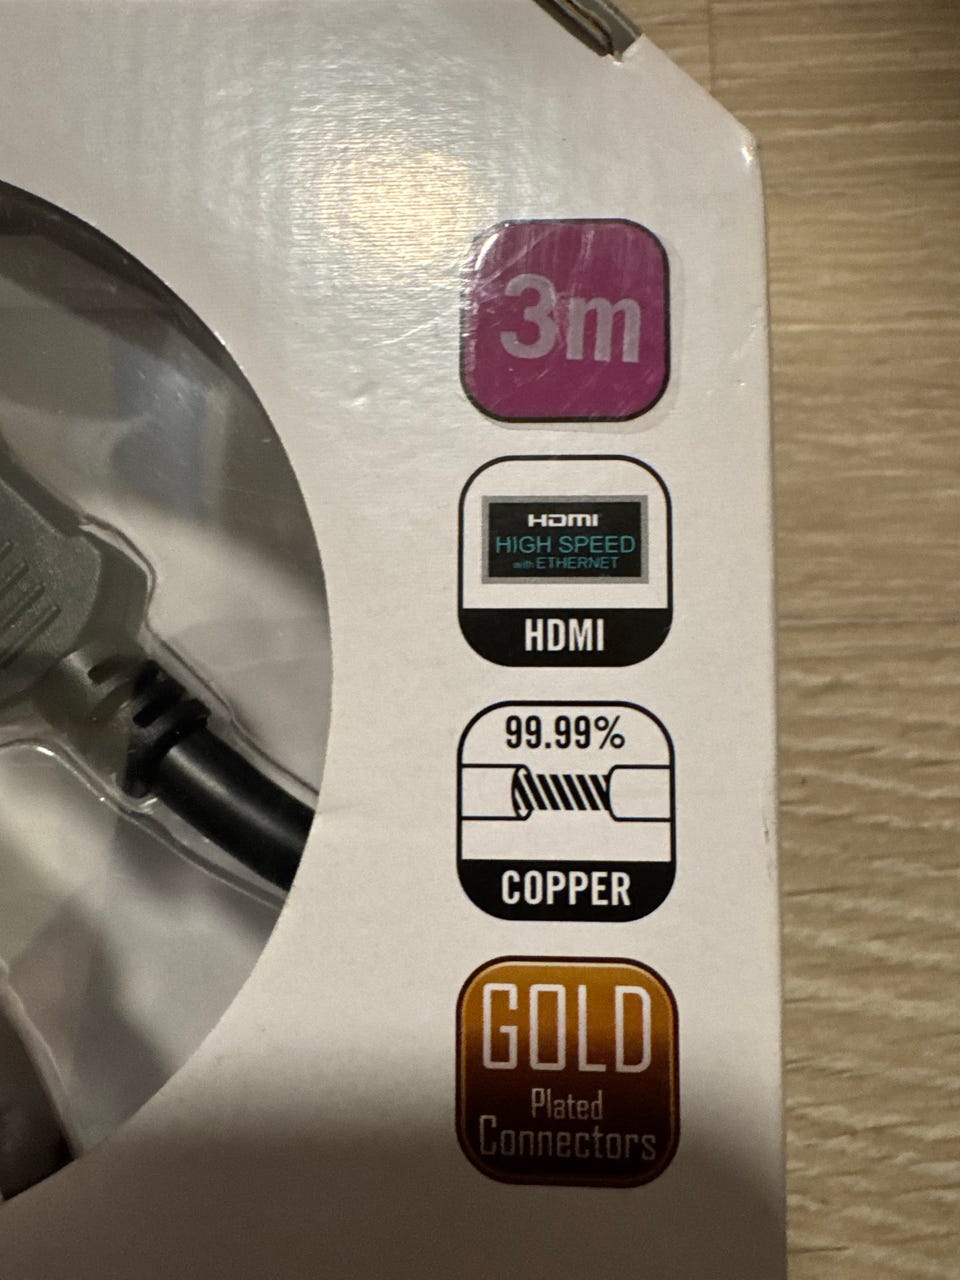 3m
HDMI
HIGH SPEED
with ETHERNET
HDMI
99.99%
COPPER
GOLD
Plated
Connectors